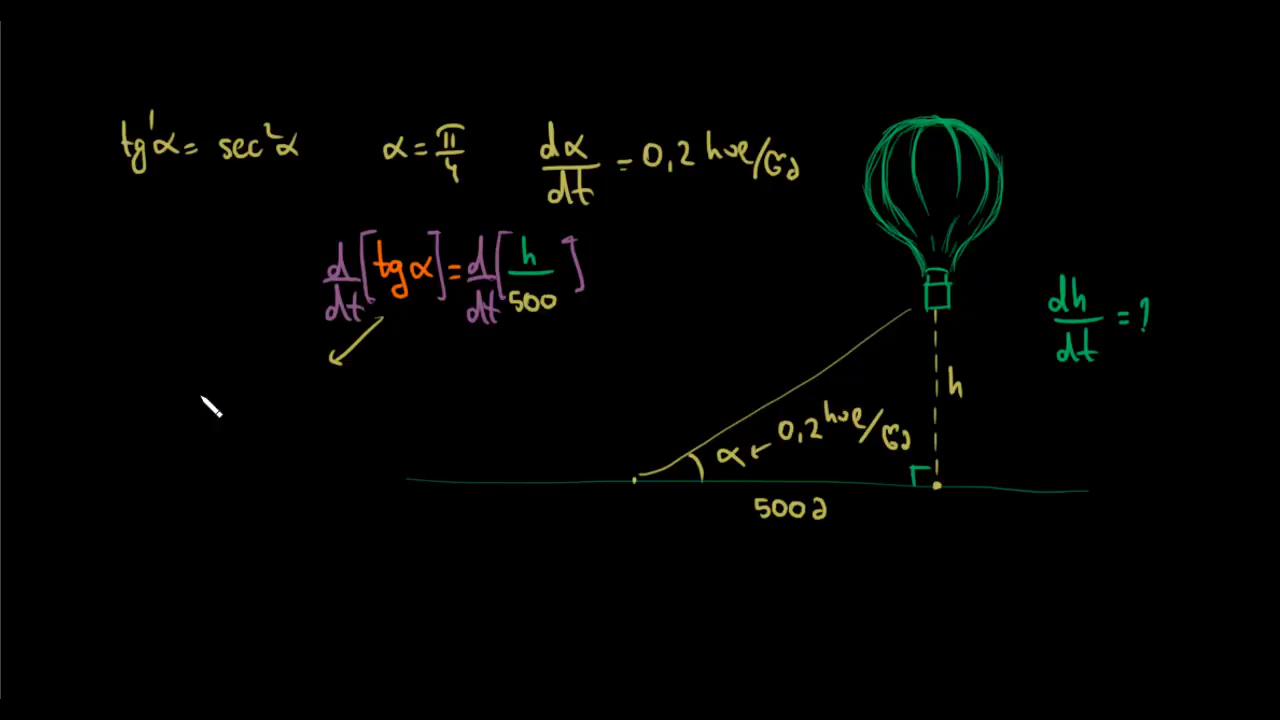 tg'α = sec²α
α = π/4
dα/dt = 0,2 რად/წმ
d/dt [tgα] = d/dt [h/500]
dh/dt = ?
h
α ← 0,2 რად/წმ
500მ